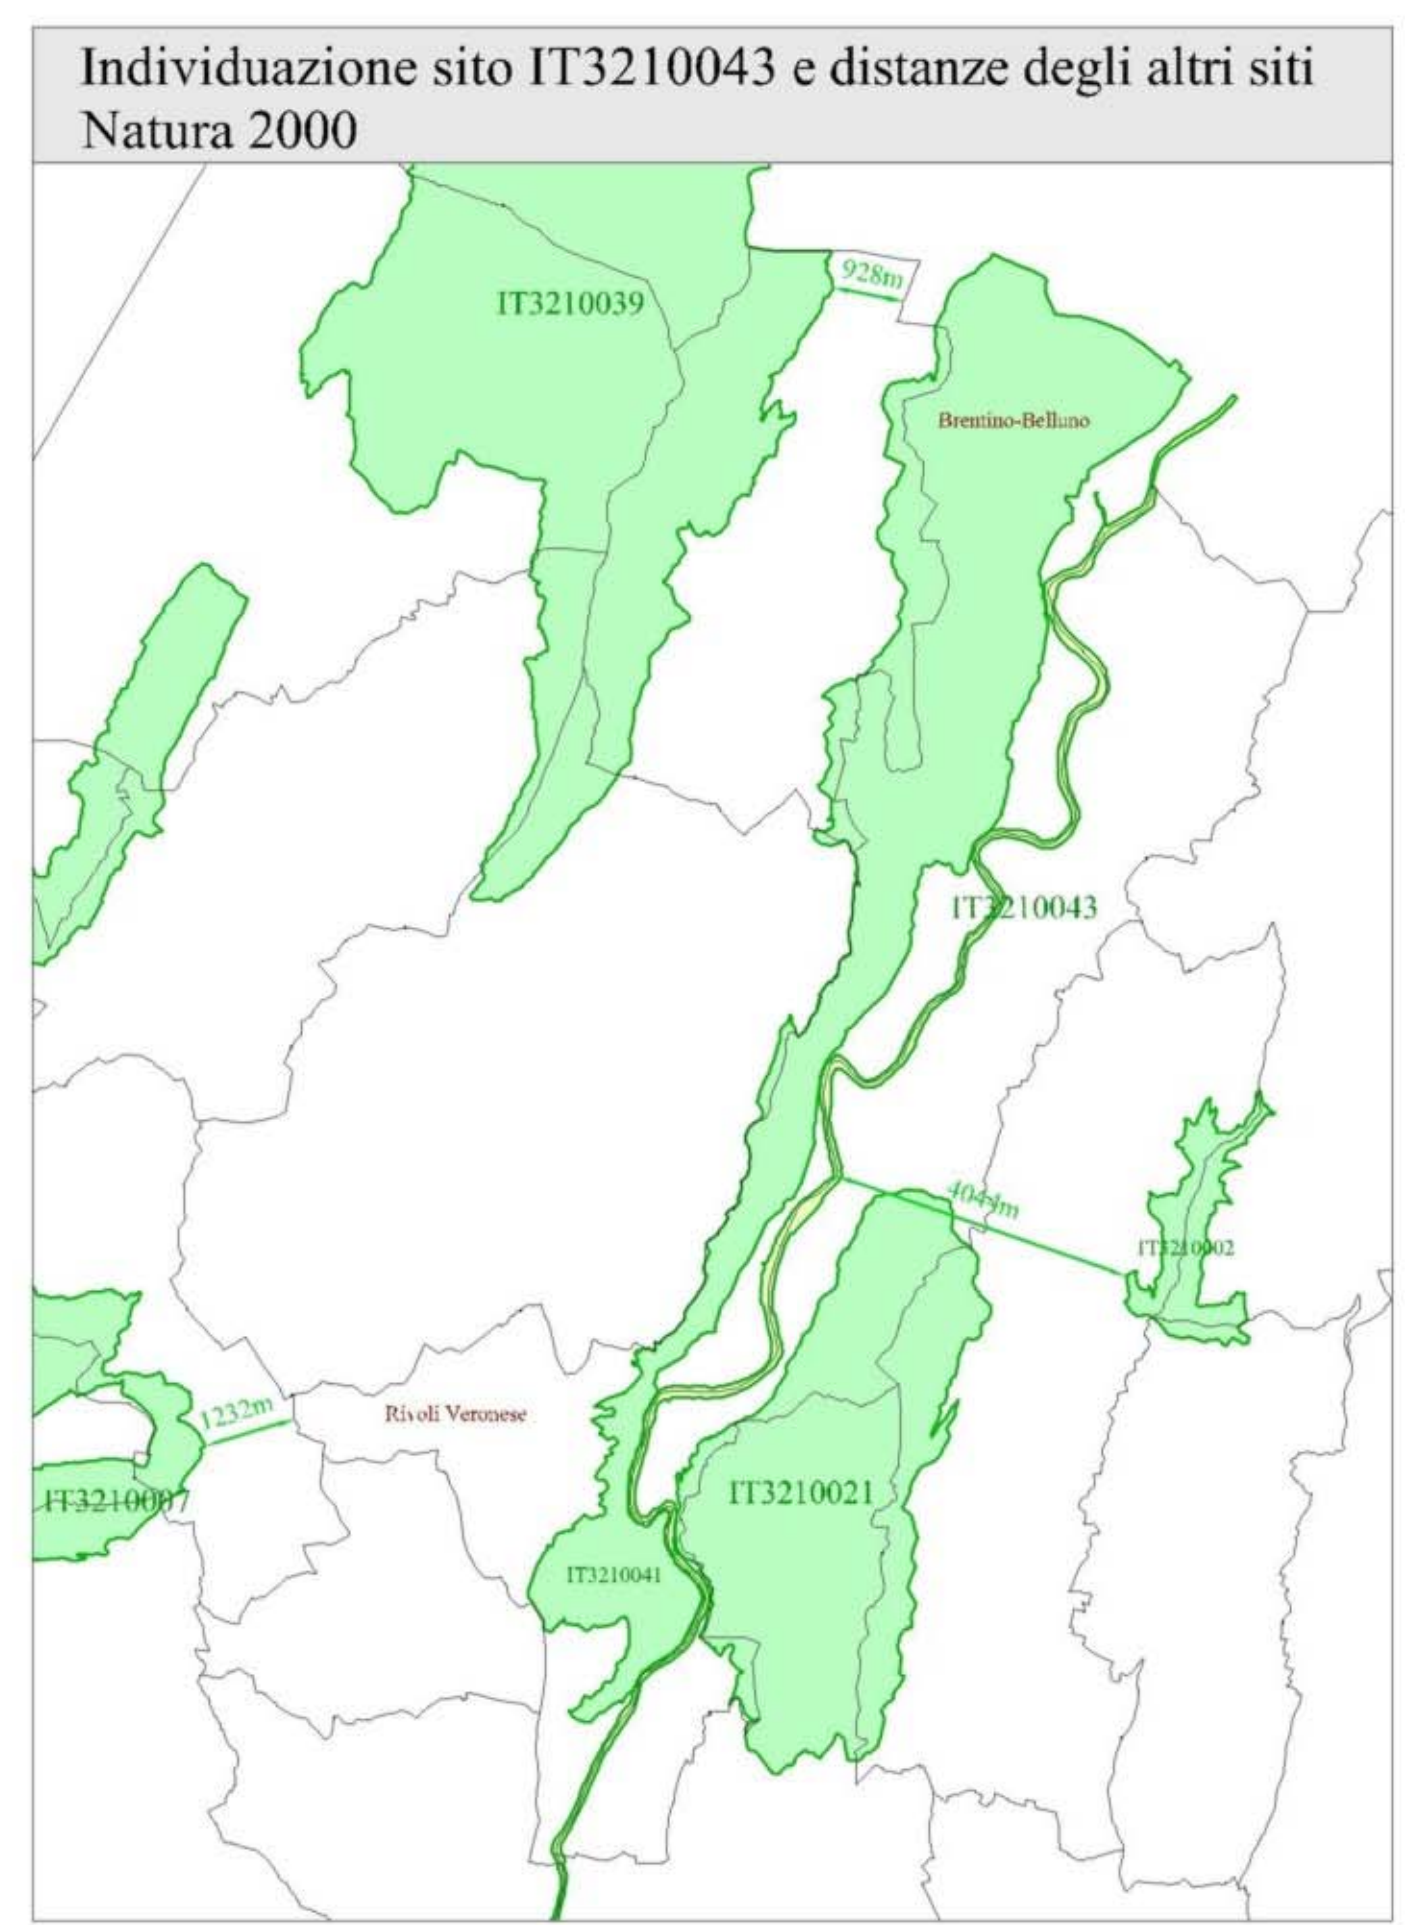 Individuazione sito IT3210043 e distanze degli altri siti
Natura 2000
928m
IT3210039
Brentino-Belluno
IT3210043
4044m
IT3210002
1232m
Rivoli Veronese
IT3210007
IT3210021
IT3210041